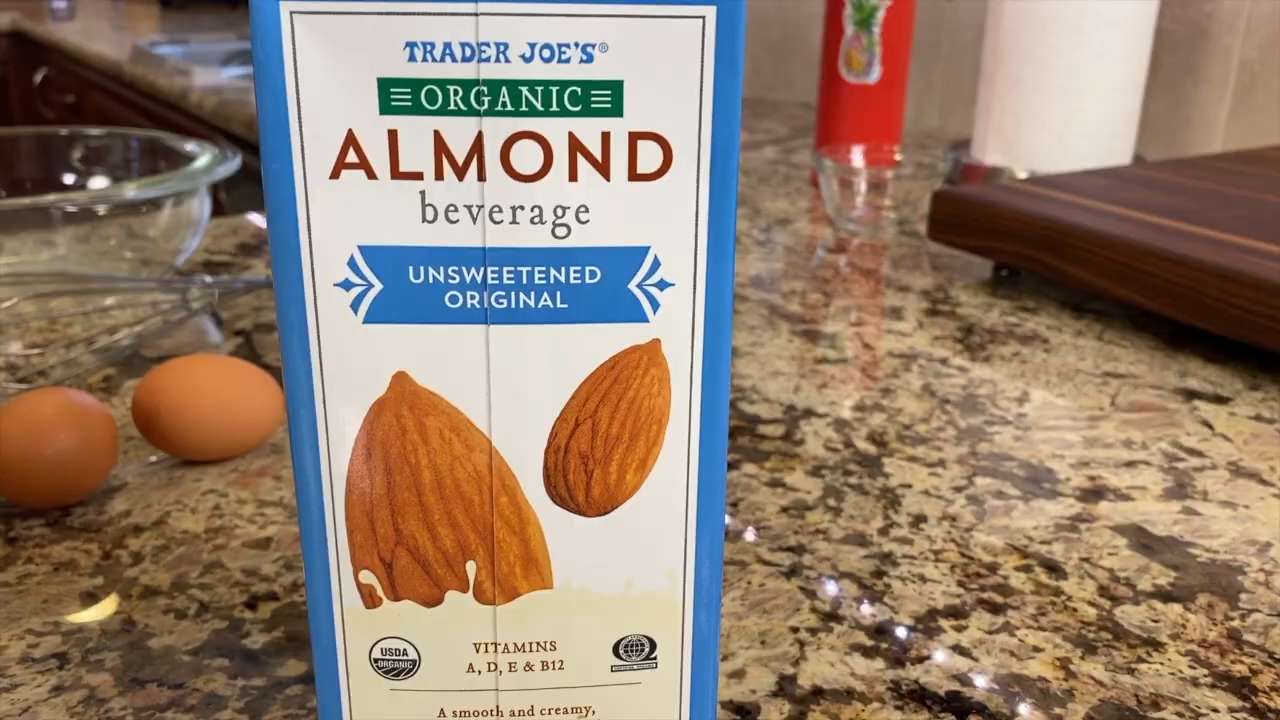 TRADER JOE'S®
ORGANIC
ALMOND
beverage
UNSWEETENED
ORIGINAL
USDA
ORGANIC
VITAMINS
A, D, E & B12
A smooth and creamy,